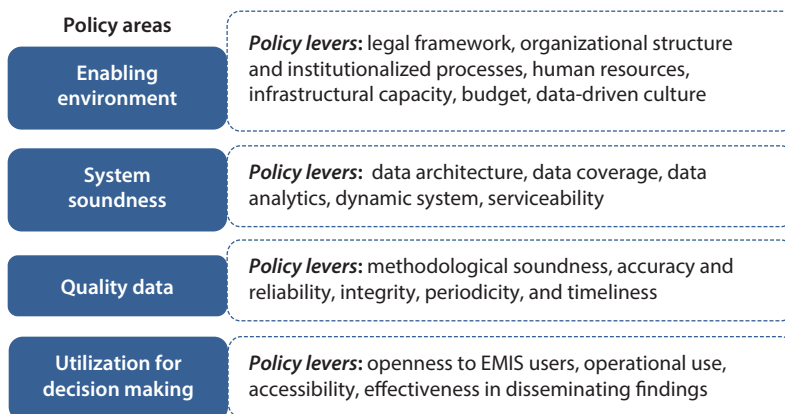 Policy areas
Enabling
environment
Policy levers: legal framework, organizational structure
and institutionalized processes, human resources,
infrastructural capacity, budget, data-driven culture
System
soundness
Policy levers: data architecture, data coverage, data
analytics, dynamic system, serviceability
Quality data
Policy levers: methodological soundness, accuracy and
reliability, integrity, periodicity, and timeliness
Utilization for
decision making
Policy levers: openness to EMIS users, operational use,
accessibility, effectiveness in disseminating findings